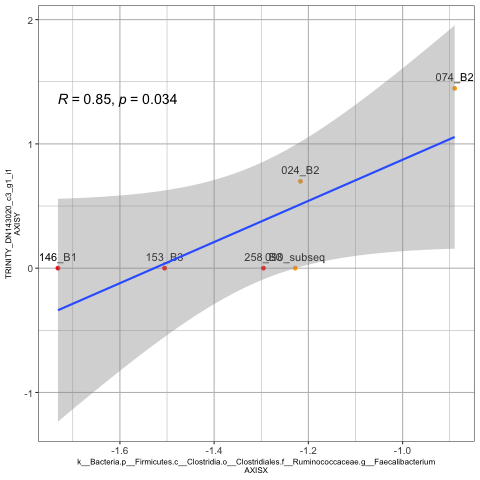 2
074_B2
R = 0.85, p = 0.034
1
024_B2
146_B1
153_B3
258_B3
090_subseq
0
-1
-1.6
-1.4
-1.2
-1.0
TRINITY_DN143020_c3_g1_i1
AXISY
k__Bacteria.p__Firmicutes.c__Clostridia.o__Clostridiales.f__Ruminococcaceae.g__Faecalibacterium
AXISX